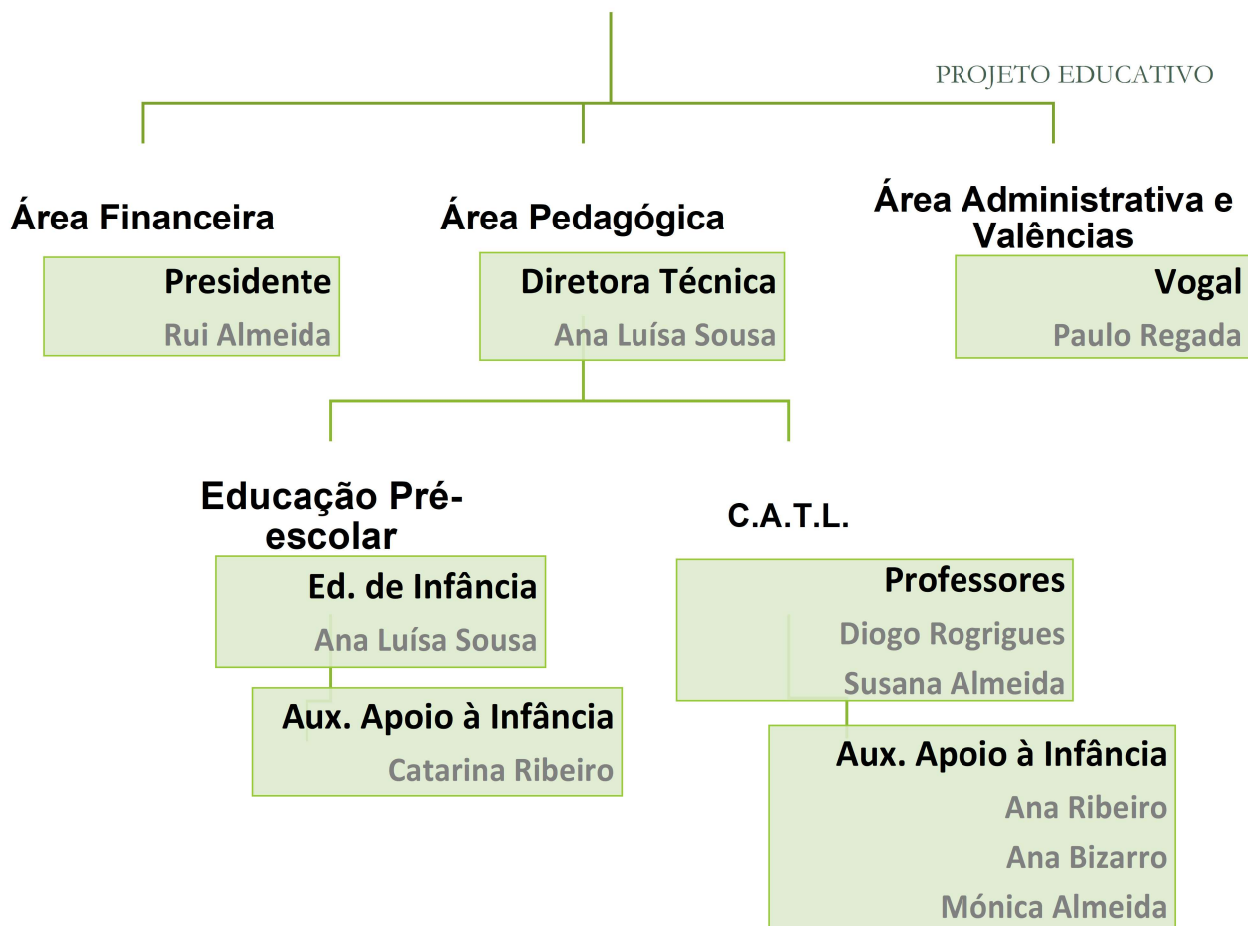 PROJETO EDUCATIVO
Área Financeira
Presidente
Rui Almeida
Área Pedagógica
Diretora Técnica
Ana Luísa Sousa
Área Administrativa e
Valências
Vogal
Paulo Regada
Educação Pré-
escolar
Ed. de Infância
Ana Luísa Sousa
Aux. Apoio à Infância
Catarina Ribeiro
C.A.T.L.
Professores
Diogo Rogrigues
Susana Almeida
Aux. Apoio à Infância
Ana Ribeiro
Ana Bizarro
Mónica Almeida